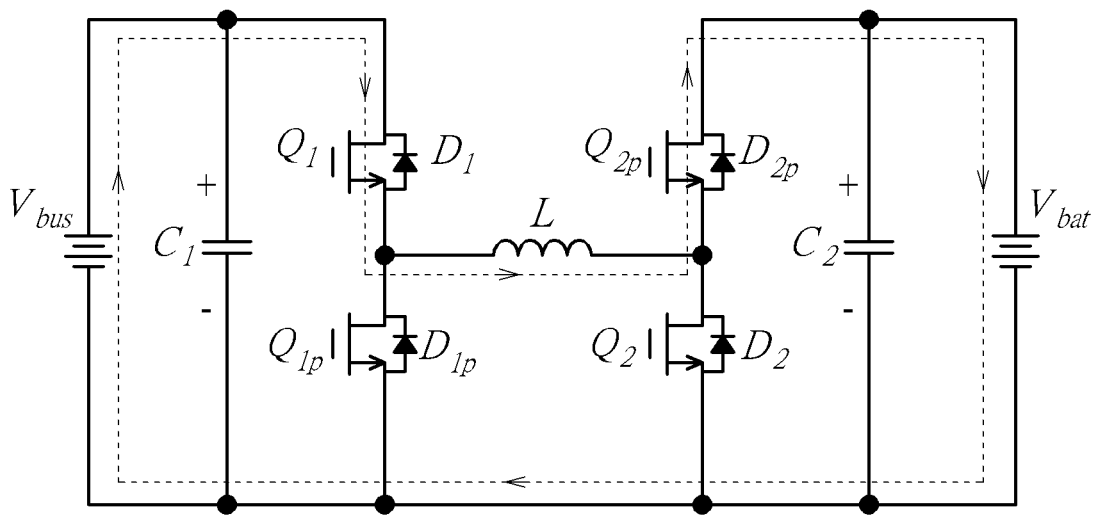 Q1 D1 Q2p D2p
Vbus + C1 - L + C2 - Vbat
Q1p D1p Q2 D2